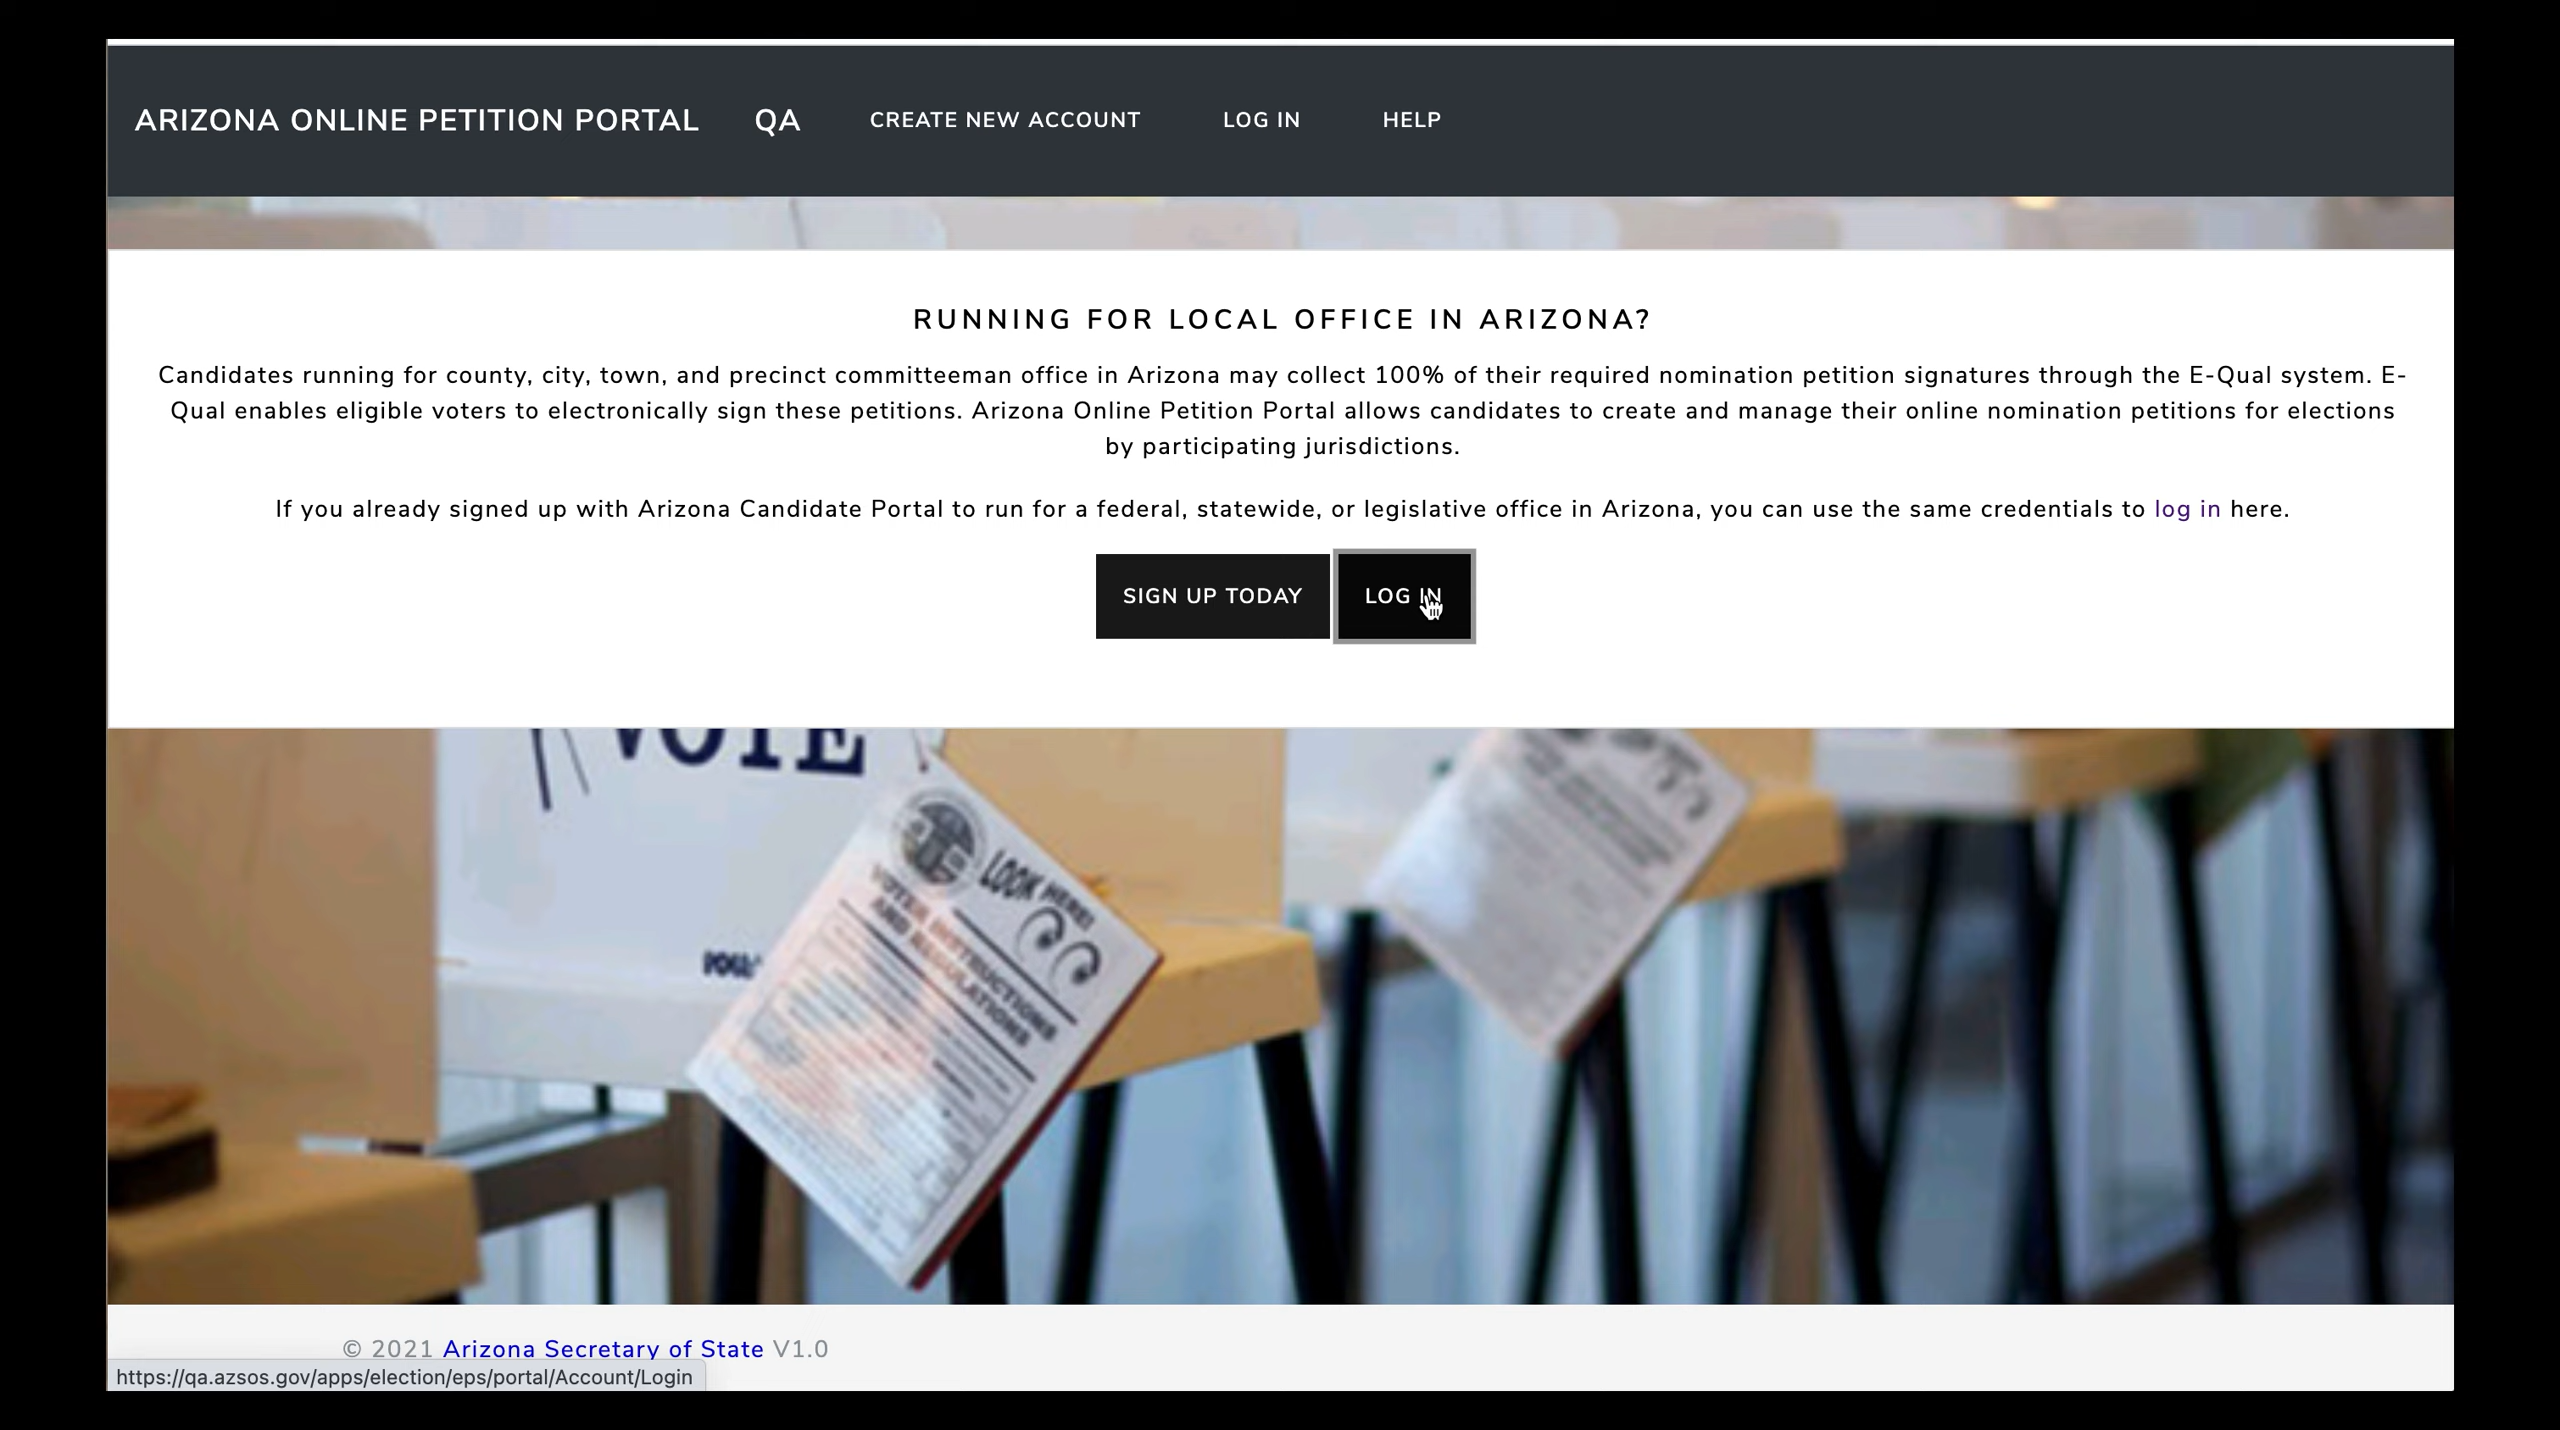 ARIZONA ONLINE PETITION PORTAL QA CREATE NEW ACCOUNT LOG IN HELP
RUNNING FOR LOCAL OFFICE IN ARIZONA?
Candidates running for county, city, town, and precinct committeeman office in Arizona may collect 100% of their required nomination petition signatures through the E-Qual system. E-
Qual enables eligible voters to electronically sign these petitions. Arizona Online Petition Portal allows candidates to create and manage their online nomination petitions for elections
by participating jurisdictions.
If you already signed up with Arizona Candidate Portal to run for a federal, statewide, or legislative office in Arizona, you can use the same credentials to log in here.
SIGN UP TODAY LOG IN
VOTE
LOOK HERE!
VOTER INSTRUCTIONS
AND REGULATIONS
© 2021 Arizona Secretary of State V1.0
https://qa.azsos.gov/apps/election/eps/portal/Account/Login